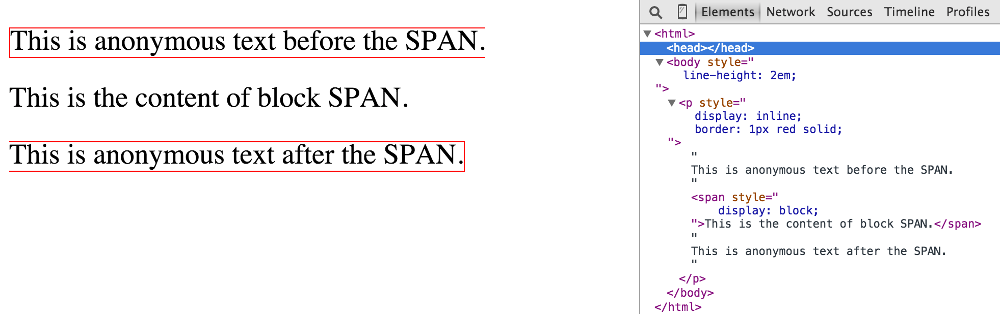 This is anonymous text before the SPAN.
This is the content of block SPAN.
This is anonymous text after the SPAN.
Elements Network Sources Timeline Profiles
<html>
<head></head>
<body style="
line-height: 2em;
">
<p style="
display: inline;
border: 1px red solid;
">
"
This is anonymous text before the SPAN.
"
<span style="
display: block;
">This is the content of block SPAN.</span>
"
This is anonymous text after the SPAN.
"
</p>
</body>
</html>